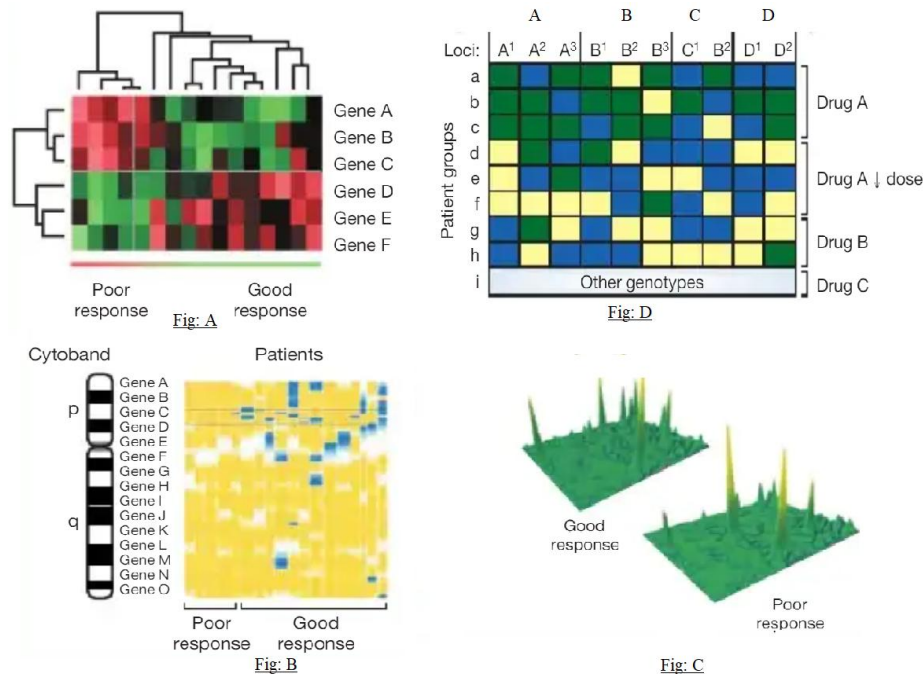 Gene A
Gene B
Gene C
Gene D
Gene E
Gene F
Poor response
Good response
Fig: A
A B C D
Loci: A¹ A² A³ B¹ B² B³ C¹ B² D¹ D²
Patient groups
a
b
c
d
e
f
g
h
i
Other genotypes
Drug A
Drug A ↓ dose
Drug B
Drug C
Fig: D
Cytoband
Patients
p
q
Gene A
Gene B
Gene C
Gene D
Gene E
Gene F
Gene G
Gene H
Gene I
Gene J
Gene K
Gene L
Gene M
Gene N
Gene O
Poor response
Good response
Fig: B
Good response
Poor response
Fig: C